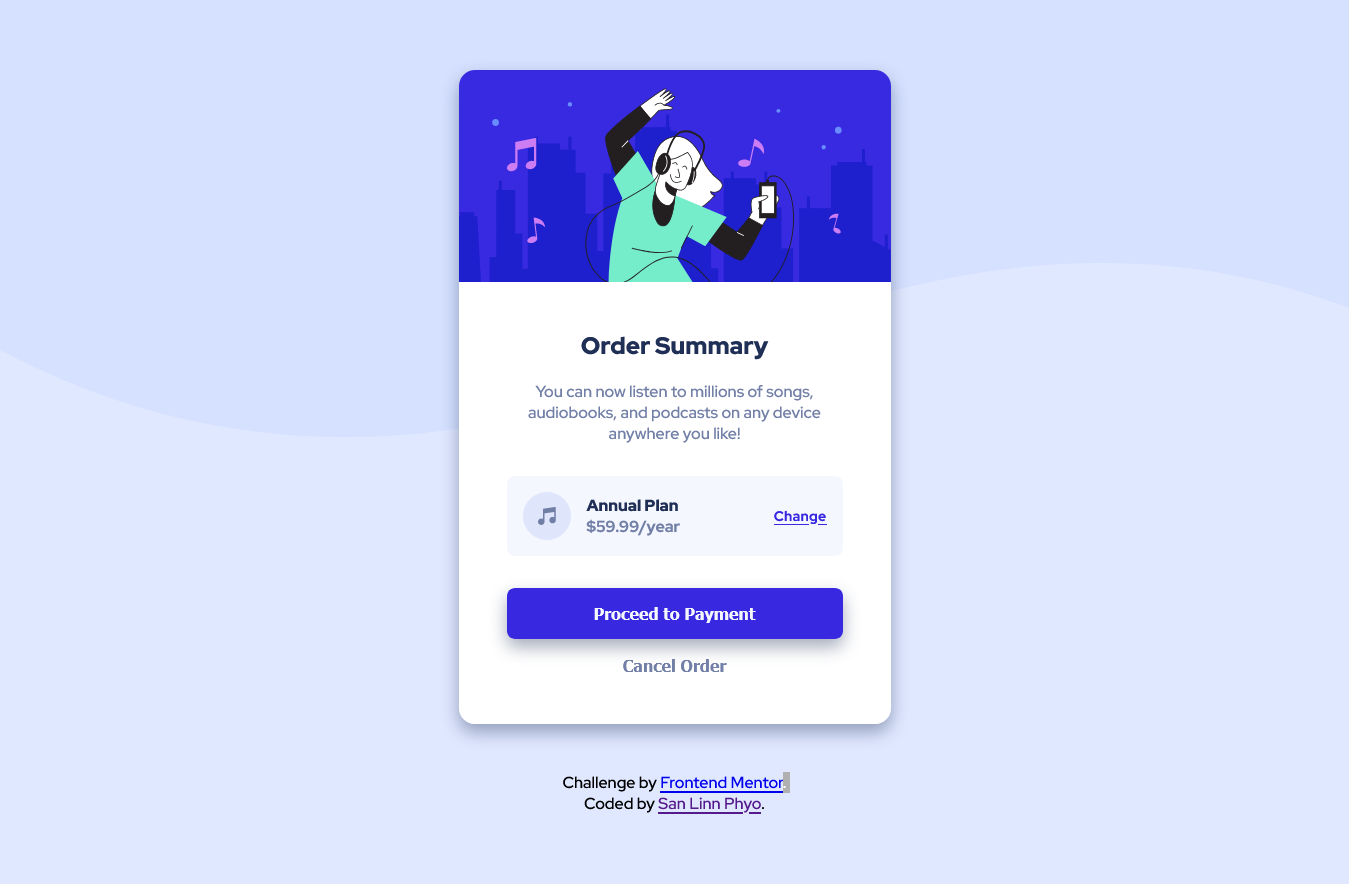 Order Summary
You can now listen to millions of songs,
audiobooks, and podcasts on any device
anywhere you like!
Annual Plan
$59.99/year
Change
Proceed to Payment
Cancel Order
Challenge by Frontend Mentor.
Coded by San Linn Phyo.